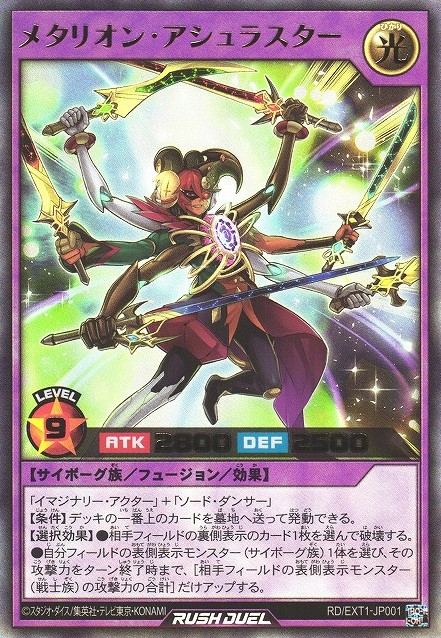 メタリオン・アシュラスター
ひかり
光
LEVEL
9
ATK 2800 DEF 2500
【サイボーグ族／フュージョン／効果】
「イマジナリー・アクター」＋「ソード・ダンサー」
【条件】デッキの一番上のカードを墓地へ送って発動できる。
【選択効果】●相手フィールドの裏側表示のカード1枚を選んで破壊する。
●自分フィールドの表側表示モンスター(サイボーグ族)1体を選び、その
攻撃力をターン終了時まで、[相手フィールドの表側表示モンスター
(戦士族)の攻撃力の合計]だけアップする。
©スタジオ・ダイス/集英社・テレビ東京・KONAMI
RUSH DUEL
RD/EXT1-JP001